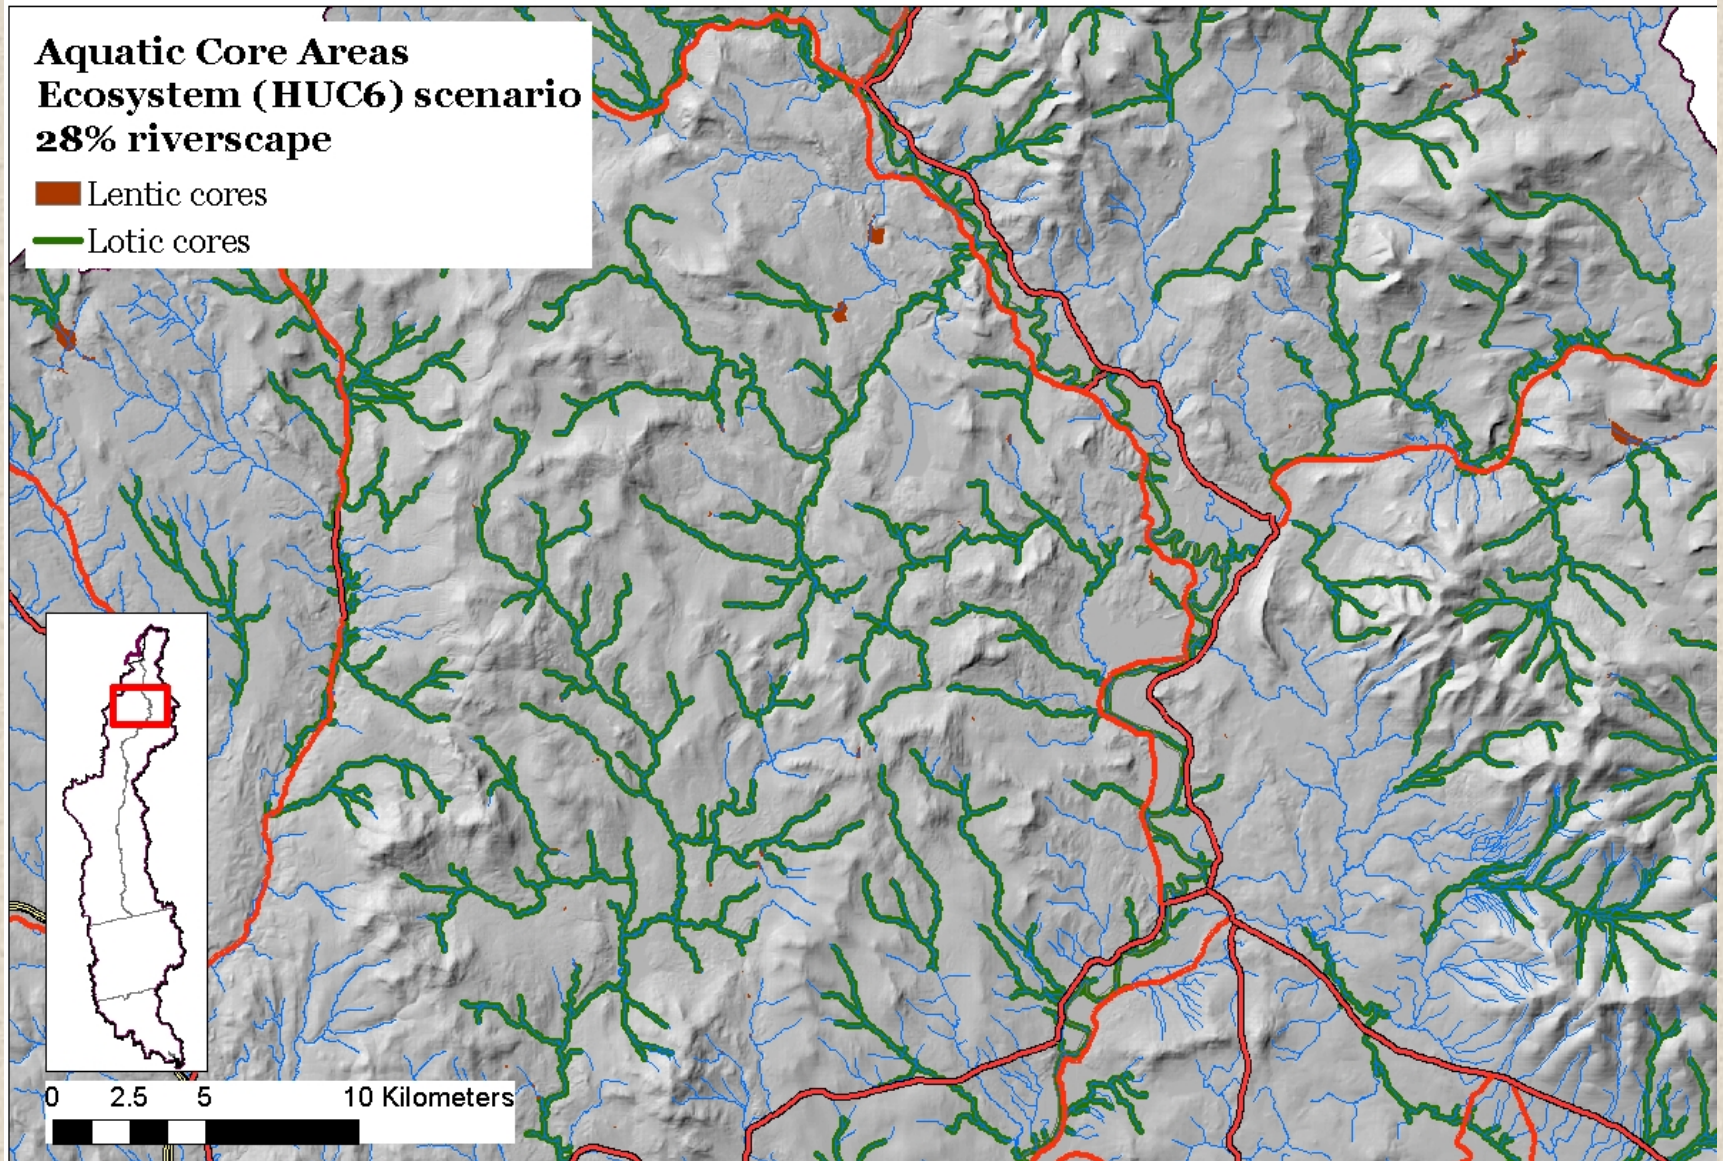 Aquatic Core Areas
Ecosystem (HUC6) scenario
28% riverscape
Lentic cores
Lotic cores
0 2.5 5 10 Kilometers